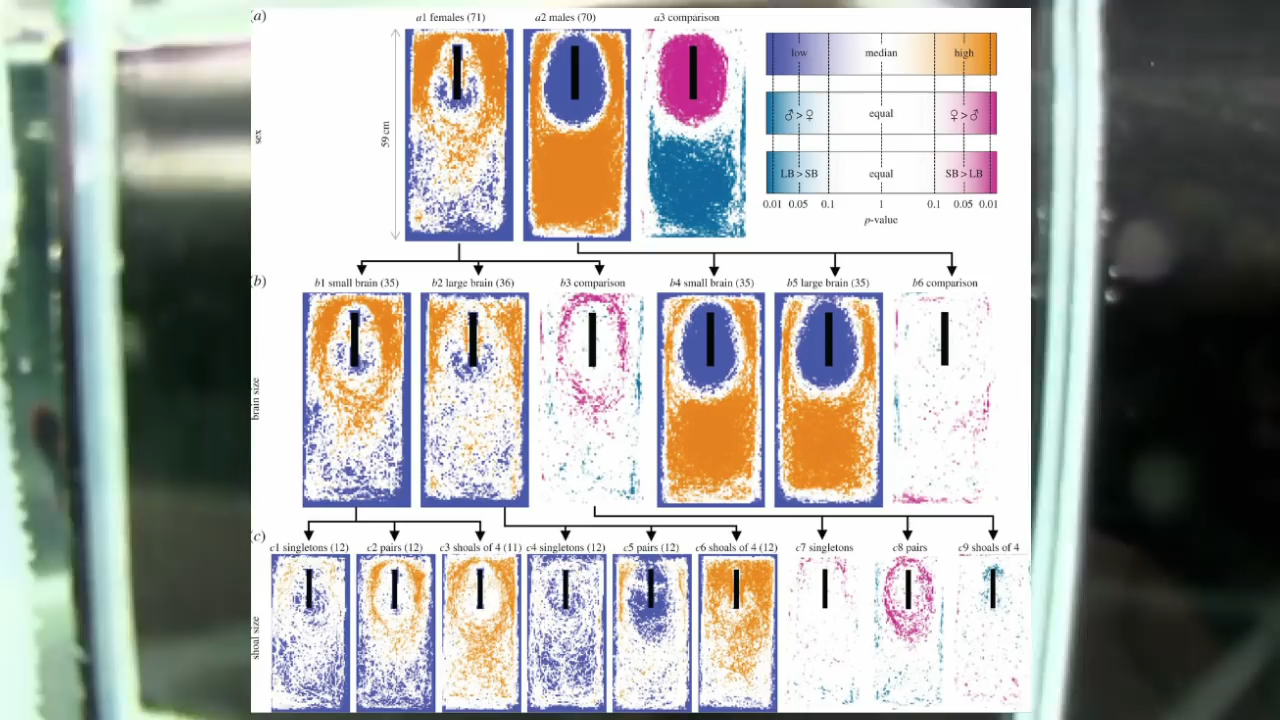 (a)
a1 females (71)
a2 males (70)
a3 comparison
low
median
high
♂ > ♀
equal
♀ > ♂
LB > SB
equal
SB > LB
0.01 0.05 0.1 1 0.1 0.05 0.01
p-value
59 cm
sex
(b)
b1 small brain (35)
b2 large brain (36)
b3 comparison
b4 small brain (35)
b5 large brain (35)
b6 comparison
brain size
(c)
c1 singletons (12)
c2 pairs (12)
c3 shoals of 4 (11)
c4 singletons (12)
c5 pairs (12)
c6 shoals of 4 (12)
c7 singletons
c8 pairs
c9 shoals of 4
shoal size